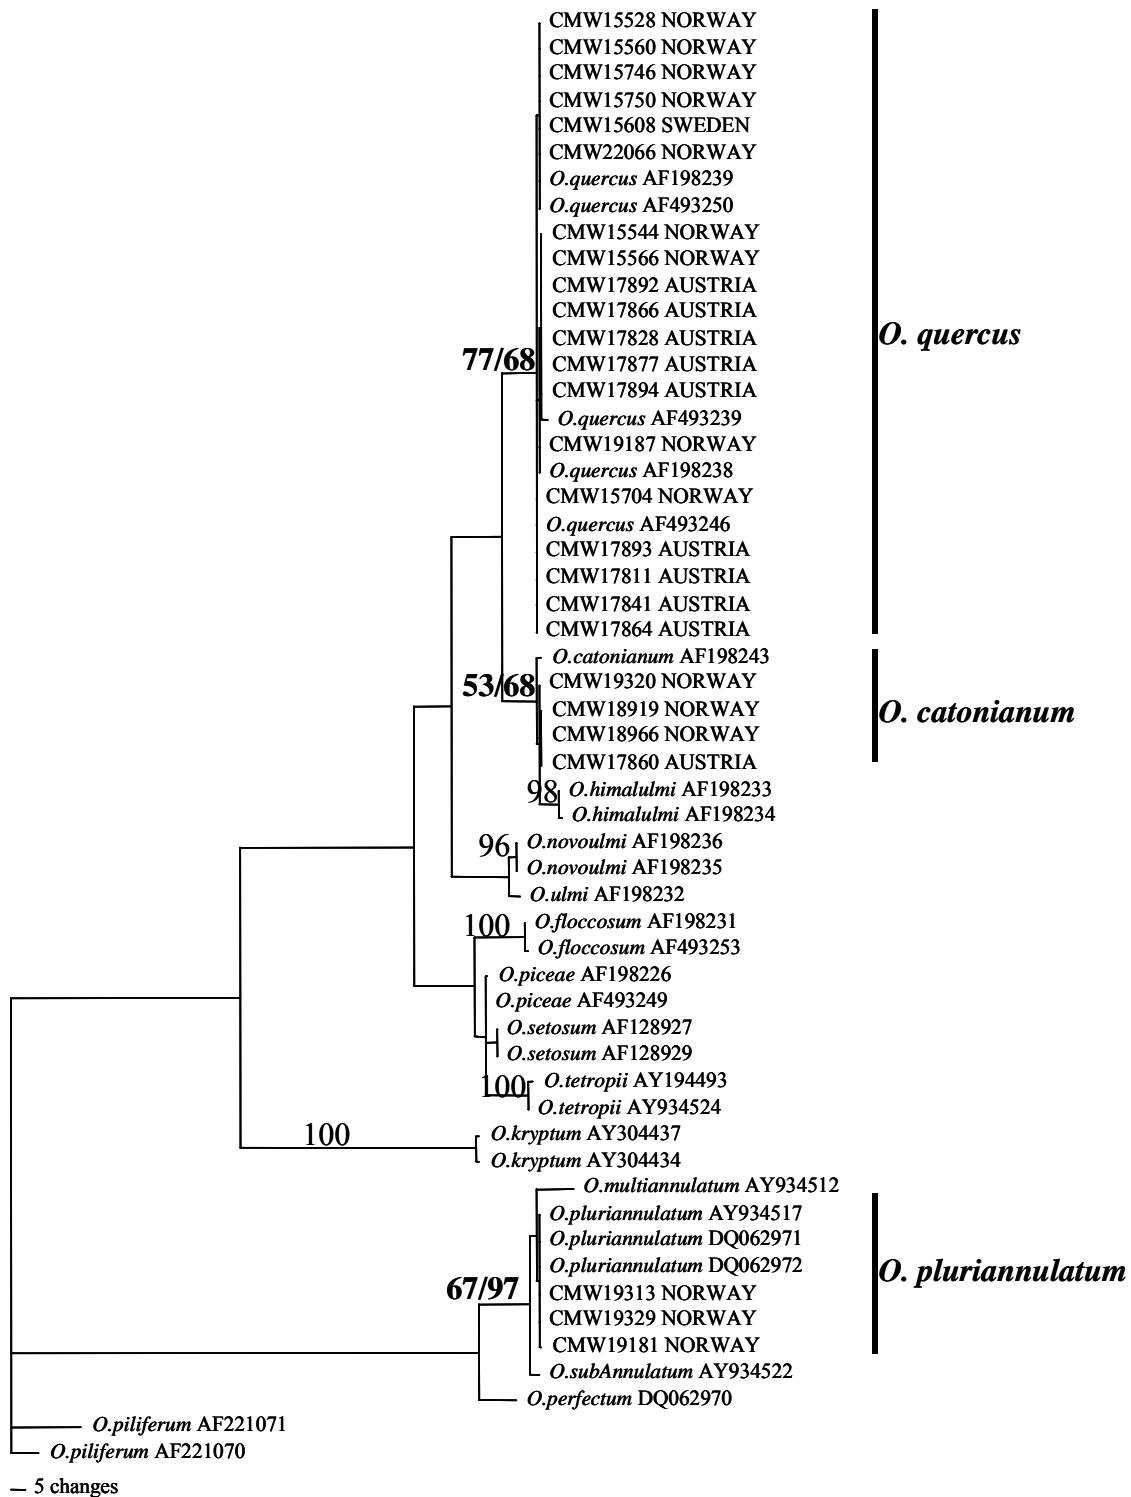 CMW15528 NORWAY
CMW15560 NORWAY
CMW15746 NORWAY
CMW15750 NORWAY
CMW15608 SWEDEN
CMW22066 NORWAY
O.quercus AF198239
O.quercus AF493250
CMW15544 NORWAY
CMW15566 NORWAY
CMW17892 AUSTRIA
CMW17866 AUSTRIA
CMW17828 AUSTRIA
O. quercus
77/68
CMW17877 AUSTRIA
CMW17894 AUSTRIA
O.quercus AF493239
CMW19187 NORWAY
O.quercus AF198238
CMW15704 NORWAY
O.quercus AF493246
CMW17893 AUSTRIA
CMW17811 AUSTRIA
CMW17841 AUSTRIA
CMW17864 AUSTRIA
O.catonianum AF198243
53/68
CMW19320 NORWAY
CMW18919 NORWAY
O. catonianum
CMW18966 NORWAY
CMW17860 AUSTRIA
98
O.himalulmi AF198233
O.himalulmi AF198234
96
O.novoulmi AF198236
O.novoulmi AF198235
O.ulmi AF198232
100
O.floccosum AF198231
O.floccosum AF493253
O.piceae AF198226
O.piceae AF493249
O.setosum AF128927
O.setosum AF128929
100
O.tetropii AY194493
O.tetropii AY934524
100
O.kryptum AY304437
O.kryptum AY304434
O.multiannulatum AY934512
O.pluriannulatum AY934517
O.pluriannulatum DQ062971
O.pluriannulatum DQ062972
O. pluriannulatum
67/97
CMW19313 NORWAY
CMW19329 NORWAY
CMW19181 NORWAY
O.subAnnulatum AY934522
O.perfectum DQ062970
O.piliferum AF221071
O.piliferum AF221070
5 changes